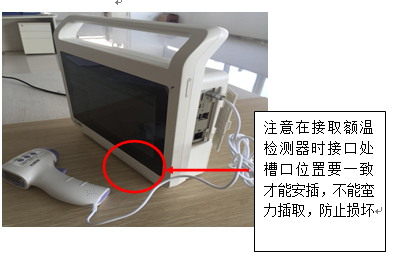 注意在接取额温
检测器时接口处
槽口位置要一致
才能安插，不能蛮
力插取，防止损坏